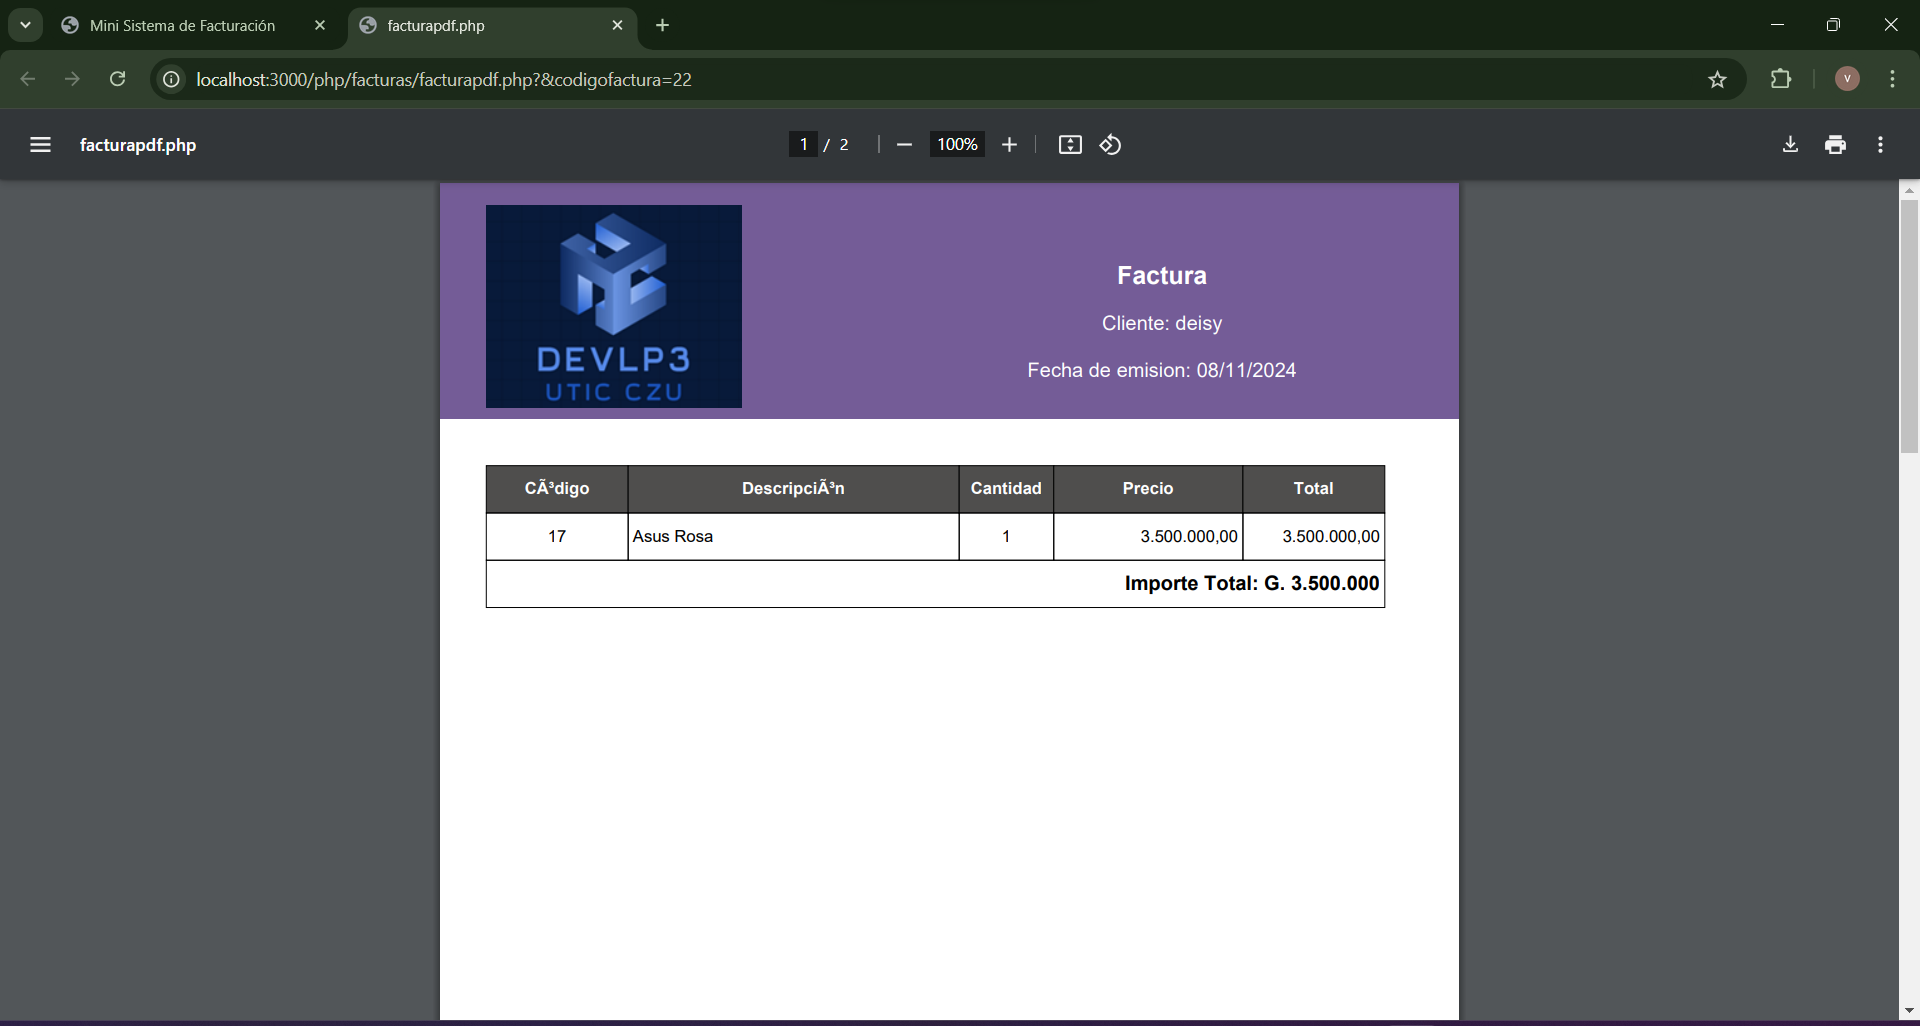 Mini Sistema de Facturación
facturapdf.php
localhost:3000/php/facturas/facturapdf.php?&codigofactura=22
V
facturapdf.php
1 / 2
100%
DEVLP3
UTIC CZU
Factura
Cliente: deisy
Fecha de emision: 08/11/2024
CÃ³digo DescripciÃ³n Cantidad Precio Total
17 Asus Rosa 1 3.500.000,00 3.500.000,00
Importe Total: G. 3.500.000